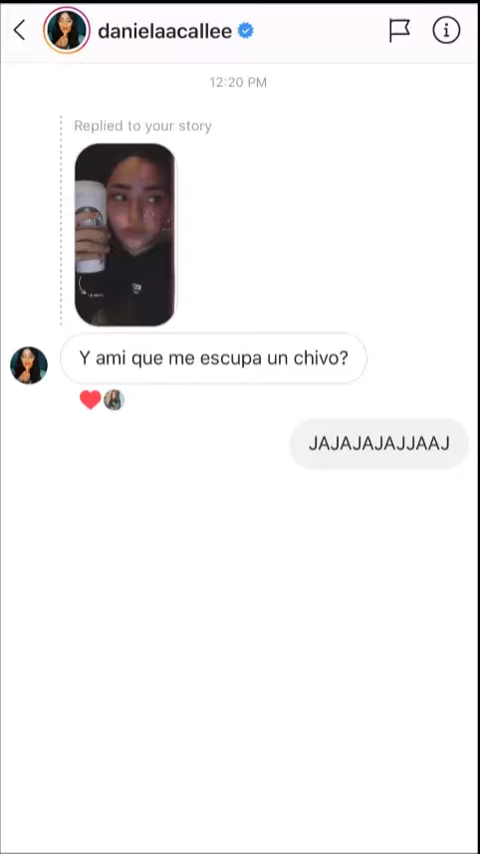 danielaacallee
12:20 PM
Replied to your story
Y ami que me escupa un chivo?
JAJAJAJAJJAAJ